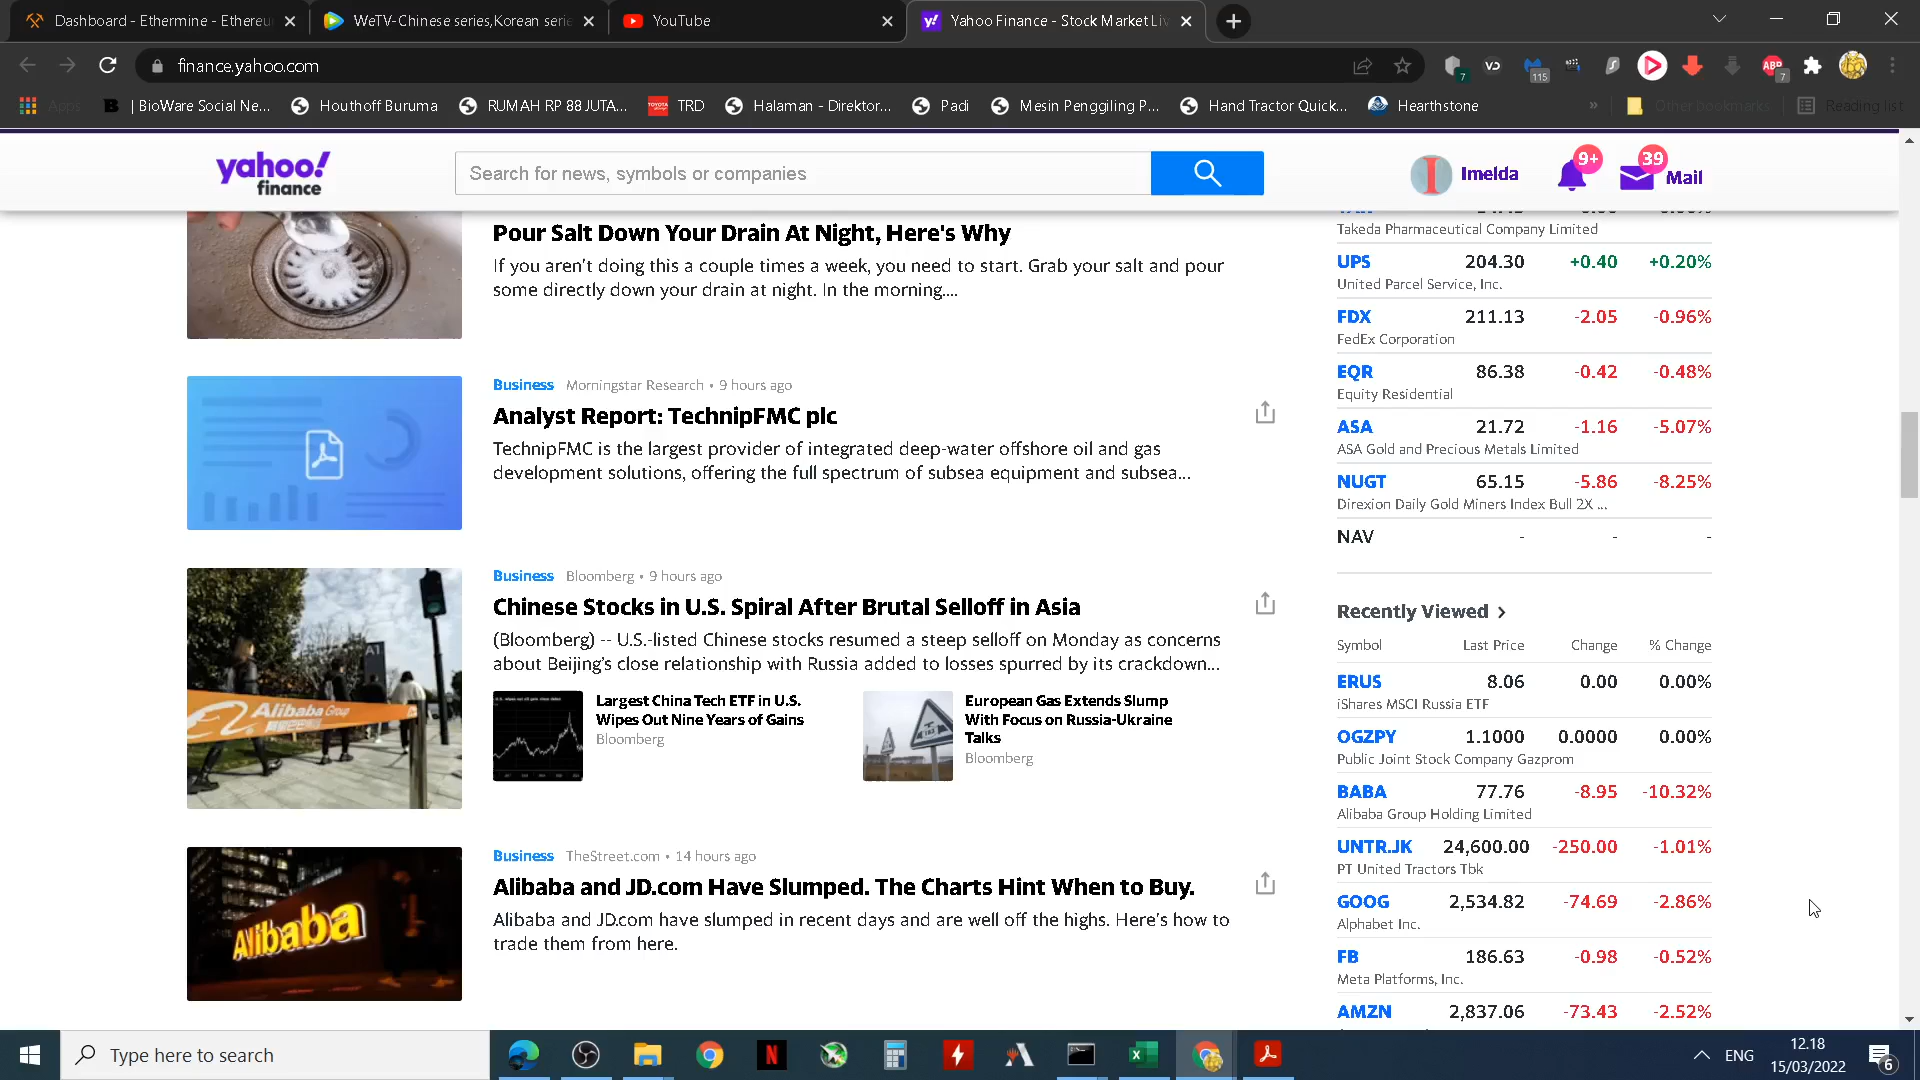 Dashboard - Ethermine - Ethereu
WeTV- Chinese series,Korean serie
YouTube
Yahoo Finance - Stock Market Liv
finance.yahoo.com
7
VD
115
ABP
7
Apps
B | BioWare Social Ne...
Houthoff Buruma
RUMAH RP 88 JUTA...
TOYOTA TRD
Halaman - Direktor...
Padi
Mesin Penggiling P...
Hand Tractor Quick...
Hearthstone
»
Other bookmarks
Reading list
yahoo!
finance
Search for news, symbols or companies
I Imelda
9+
39
Mail
Pour Salt Down Your Drain At Night, Here's Why
If you aren't doing this a couple times a week, you need to start. Grab your salt and pour
some directly down your drain at night. In the morning....
Business Morningstar Research • 9 hours ago
Analyst Report: TechnipFMC plc
TechnipFMC is the largest provider of integrated deep-water offshore oil and gas
development solutions, offering the full spectrum of subsea equipment and subsea...
A1
Alibaba Group
Business Bloomberg • 9 hours ago
Chinese Stocks in U.S. Spiral After Brutal Selloff in Asia
(Bloomberg) -- U.S.-listed Chinese stocks resumed a steep selloff on Monday as concerns
about Beijing's close relationship with Russia added to losses spurred by its crackdown...
Largest China Tech ETF in U.S.
Wipes Out Nine Years of Gains
Bloomberg
European Gas Extends Slump
With Focus on Russia-Ukraine
Talks
Bloomberg
Alibaba
Business TheStreet.com • 14 hours ago
Alibaba and JD.com Have Slumped. The Charts Hint When to Buy.
Alibaba and JD.com have slumped in recent days and are well off the highs. Here's how to
trade them from here.
Takeda Pharmaceutical Company Limited
UPS 204.30 +0.40 +0.20%
United Parcel Service, Inc.
FDX 211.13 -2.05 -0.96%
FedEx Corporation
EQR 86.38 -0.42 -0.48%
Equity Residential
ASA 21.72 -1.16 -5.07%
ASA Gold and Precious Metals Limited
NUGT 65.15 -5.86 -8.25%
Direxion Daily Gold Miners Index Bull 2X ...
NAV - - -
Recently Viewed >
Symbol Last Price Change % Change
ERUS 8.06 0.00 0.00%
iShares MSCI Russia ETF
OGZPY 1.1000 0.0000 0.00%
Public Joint Stock Company Gazprom
BABA 77.76 -8.95 -10.32%
Alibaba Group Holding Limited
UNTR.JK 24,600.00 -250.00 -1.01%
PT United Tractors Tbk
GOOG 2,534.82 -74.69 -2.86%
Alphabet Inc.
FB 186.63 -0.98 -0.52%
Meta Platforms, Inc.
AMZN 2,837.06 -73.43 -2.52%
Type here to search
N
ENG
12.18
15/03/2022
6